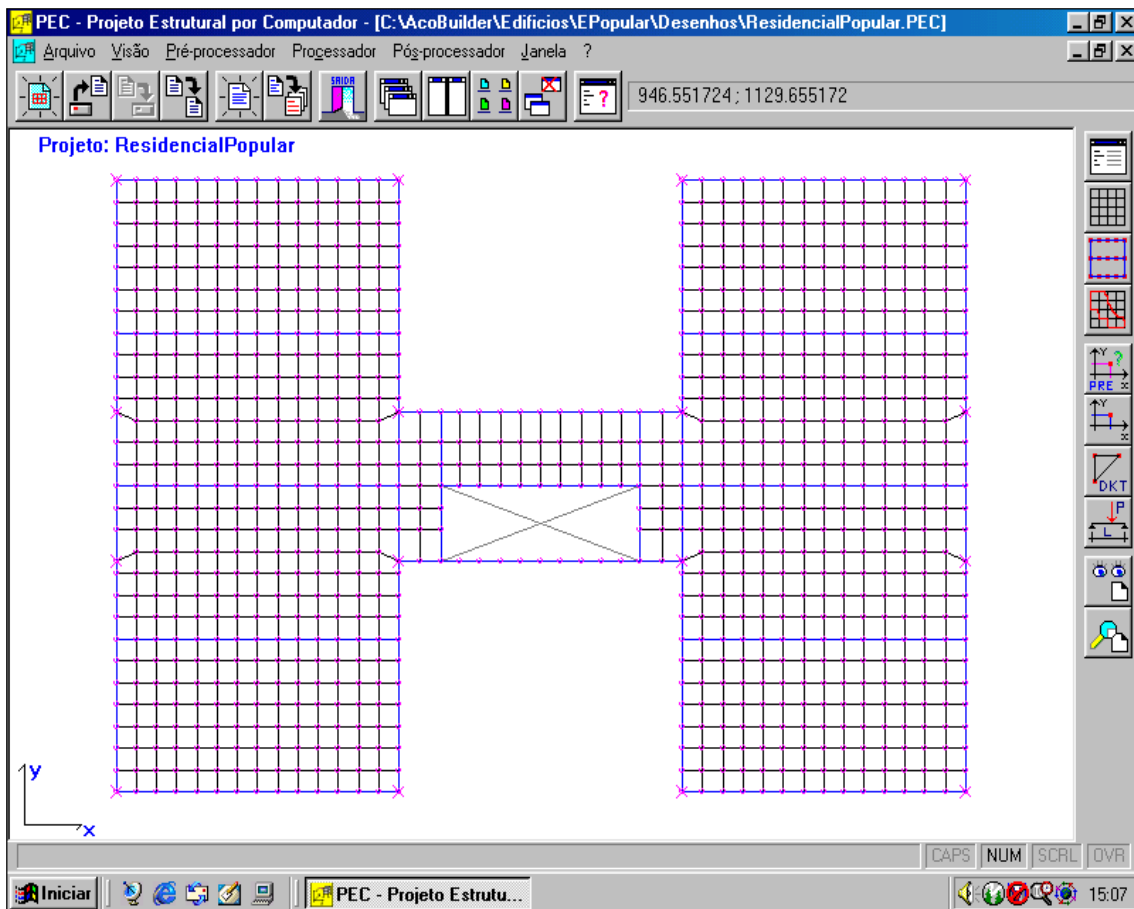 PEC - Projeto Estrutural por Computador - [C:\AcoBuilder\Edificios\EPopular\Desenhos\ResidencialPopular.PEC]
Arquivo Visão Pré-processador Processador Pós-processador Janela ?
SAIDA ? 946.551724 ; 1129.655172
Projeto: ResidencialPopular
Y ?
PRE x
Y
x
DKT
P
L
y
x
CAPS NUM SCRL OVR
Iniciar PEC - Projeto Estrutu... 15:07